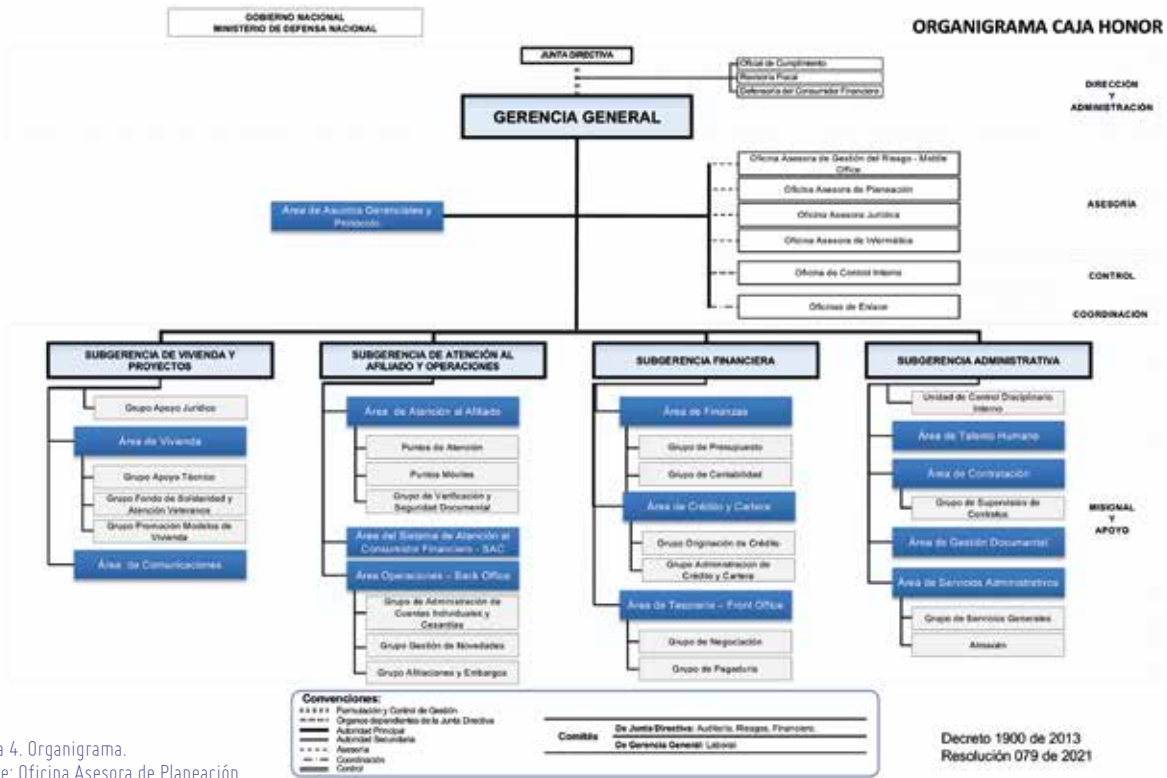 GOBIERNO NACIONAL
MINISTERIO DE DEFENSA NACIONAL
ORGANIGRAMA CAJA HONOR
JUNTA DIRECTIVA
Oficial de Cumplimiento
Revisoría Fiscal
Defensoría del Consumidor Financiero
DIRECCIÓN
Y
ADMINISTRACIÓN
GERENCIA GENERAL
Oficina Asesora de Gestión del Riesgo - Middle
Office
Oficina Asesora de Planeación
Oficina Asesora Jurídica
Oficina Asesora de Informática
ASESORÍA
Área de Asuntos Gerenciales y
Protocolo
Oficina de Control Interno
CONTROL
Oficinas de Enlace
COORDINACIÓN
SUBGERENCIA DE VIVIENDA Y
PROYECTOS
Grupo Apoyo Jurídico
Área de Vivienda
Grupo Apoyo Técnico
Grupo Fondo de Solidaridad y
Atención Veteranos
Grupo Promoción Modelos de
Vivienda
Área de Comunicaciones
SUBGERENCIA DE ATENCIÓN AL
AFILIADO Y OPERACIONES
Área de Atención al Afiliado
Puntos de Atención
Puntos Móviles
Grupo de Verificación y
Seguridad Documental
Área del Sistema de Atención al
Consumidor Financiero - SAC
Área Operaciones – Back Office
Grupo de Administración de
Cuentas Individuales y
Cesantías
Grupo Gestión de Novedades
Grupo Afiliaciones y Embargos
SUBGERENCIA FINANCIERA
Área de Finanzas
Grupo de Presupuesto
Grupo de Contabilidad
Área de Crédito y Cartera
Grupo Originación de Crédito
Grupo Administración de
Crédito y Cartera
Área de Tesorería – Front Office
Grupo de Negociación
Grupo de Pagaduría
SUBGERENCIA ADMINISTRATIVA
Unidad de Control Disciplinario
Interno
Área de Talento Humano
Área de Contratación
Grupo de Supervisión de
Contratos
Área de Gestión Documental
Área de Servicios Administrativos
Grupo de Servicios Generales
Almacén
MISIONAL
Y
APOYO
Convenciones:
Formulación y Control de Gestión
Órganos dependientes de la Junta Directiva
Autoridad Principal
Autoridad Secundaria
Asesoría
Coordinación
Control
Comités
De Junta Directiva: Auditoría, Riesgos, Financiero.
De Gerencia General: Laboral
Decreto 1900 de 2013
Resolución 079 de 2021
4. Organigrama.
Oficina Asesora de Planeación